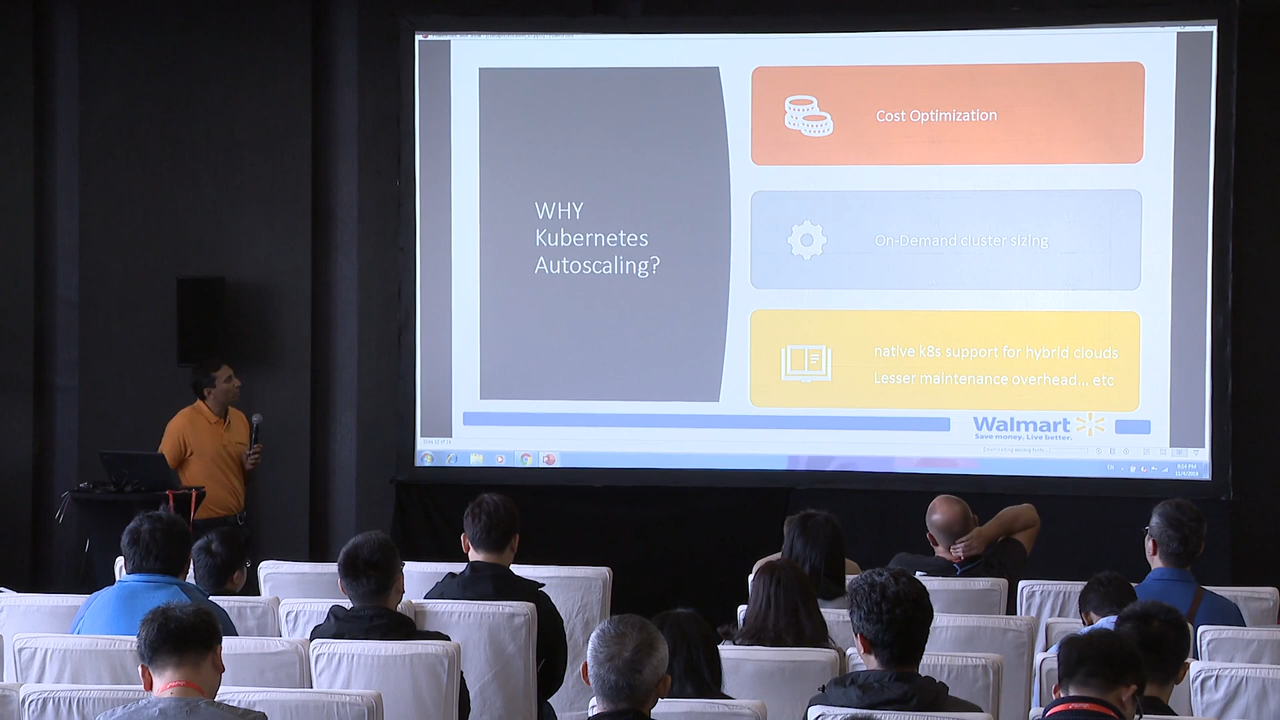 WHY
Kubernetes
Autoscaling?
Cost Optimization
On-Demand cluster sizing
native k8s support for hybrid clouds
Lesser maintenance overhead... etc
Walmart
Save money. Live better.